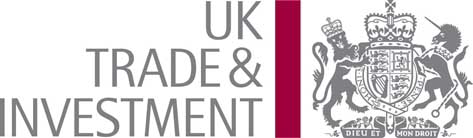 UK
TRADE &
INVESTMENT
DIEU ET MON DROIT